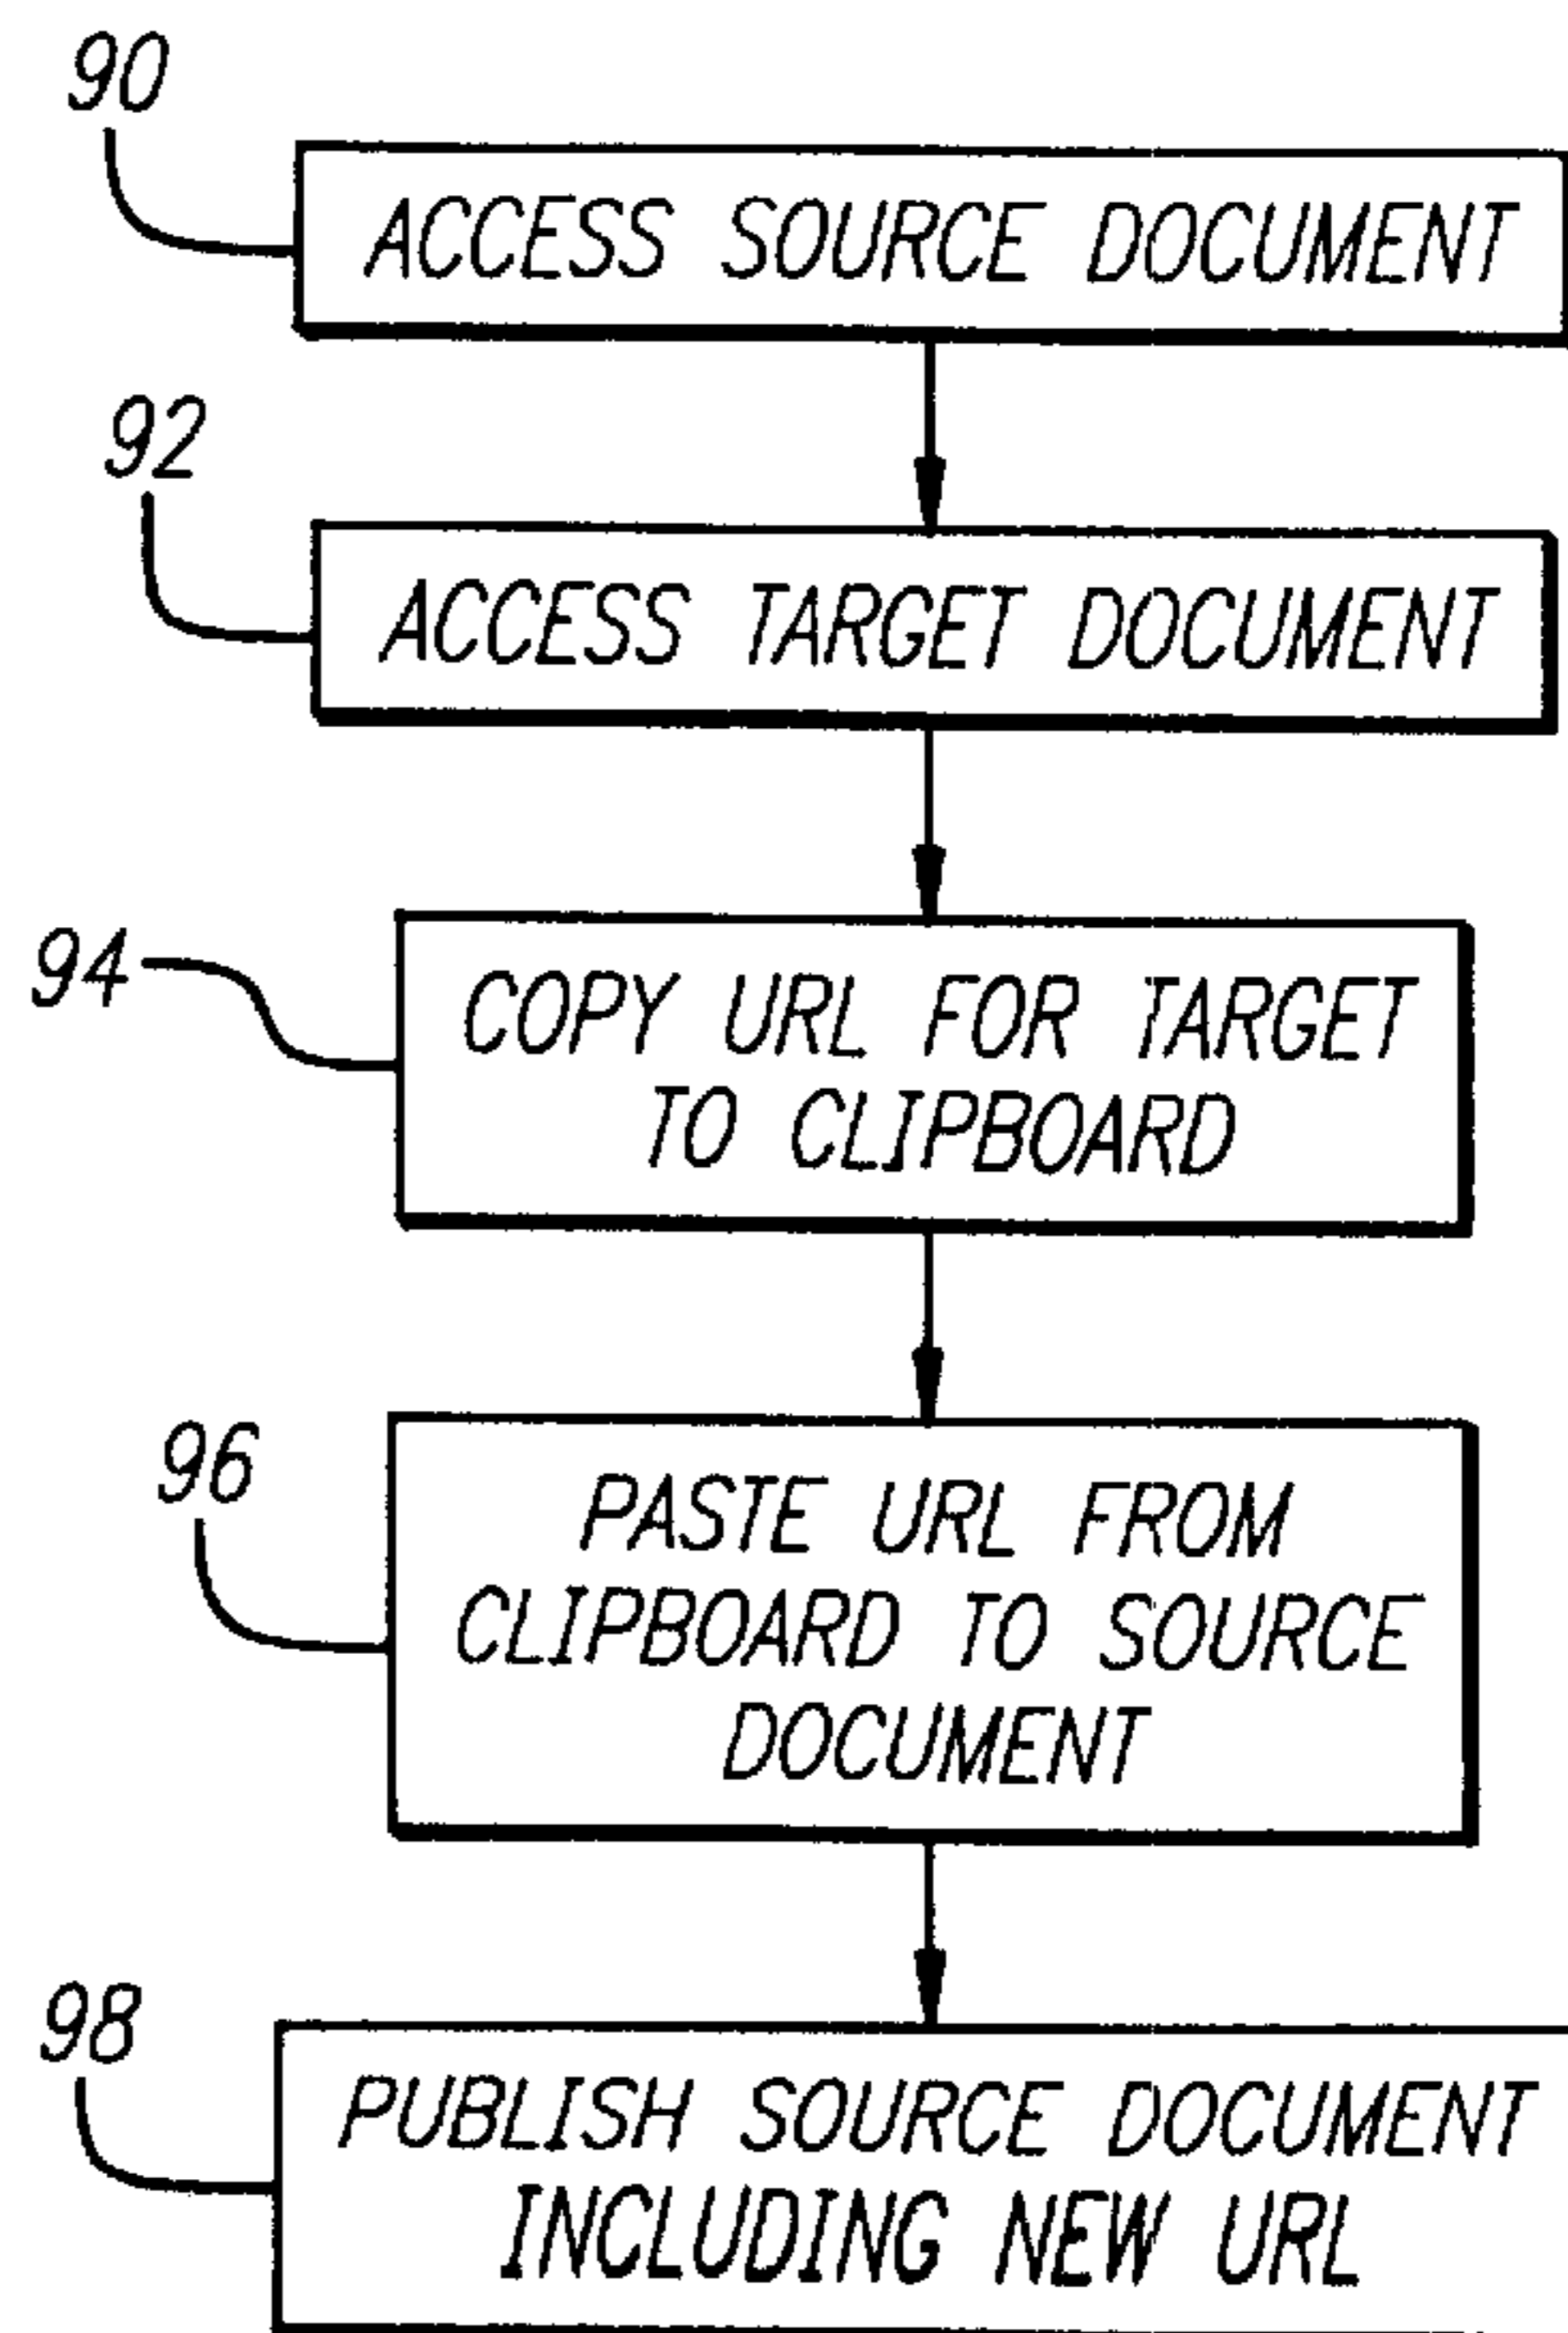 90
ACCESS SOURCE DOCUMENT
92
ACCESS TARGET DOCUMENT
94
COPY URL FOR TARGET
TO CLIPBOARD
96
PASTE URL FROM
CLIPBOARD TO SOURCE
DOCUMENT
98
PUBLISH SOURCE DOCUMENT
INCLUDING NEW URL